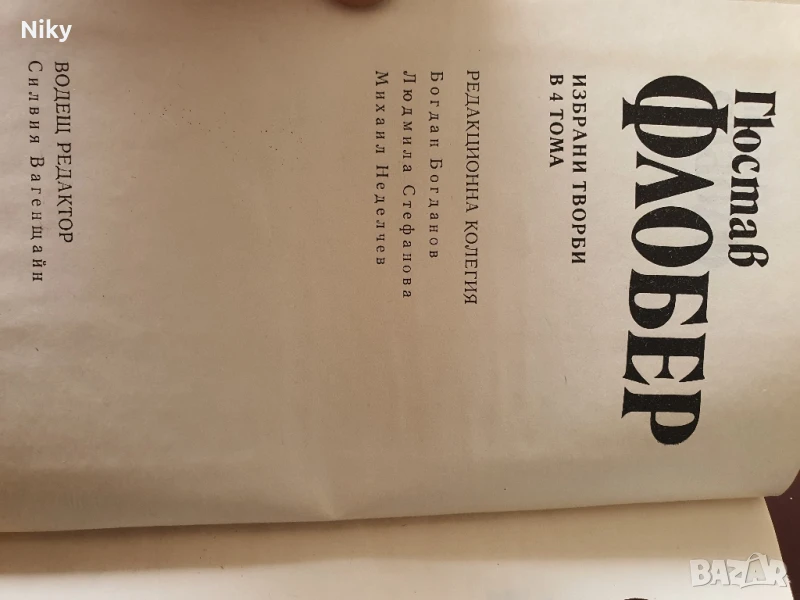 Niky
Гюстав
ФЛОБЕР
ИЗБРАНИ ТВОРБИ
В 4 ТОМА
РЕДАКЦИОННА КОЛЕГИЯ
Богдан Богданов
Людмила Стефанова
Михаил Неделчев
ВОДЕЩ РЕДАКТОР
Силвия Вагенщайн
BAZAR